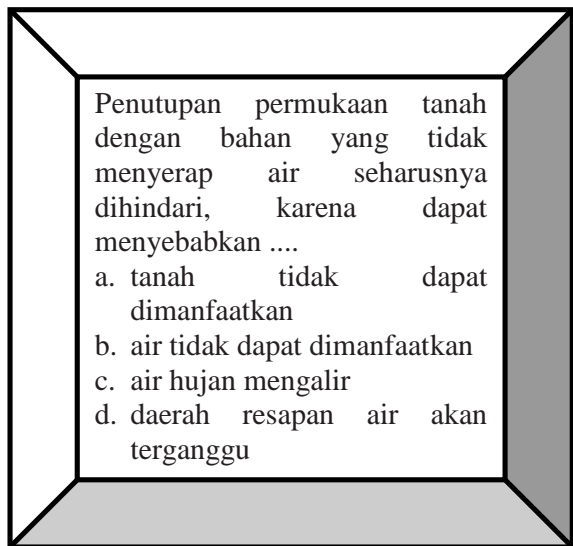 Penutupan permukaan tanah
dengan bahan yang tidak
menyerap air seharusnya
dihindari, karena dapat
menyebabkan ....
a. tanah tidak dapat
dimanfaatkan
b. air tidak dapat dimanfaatkan
c. air hujan mengalir
d. daerah resapan air akan
terganggu